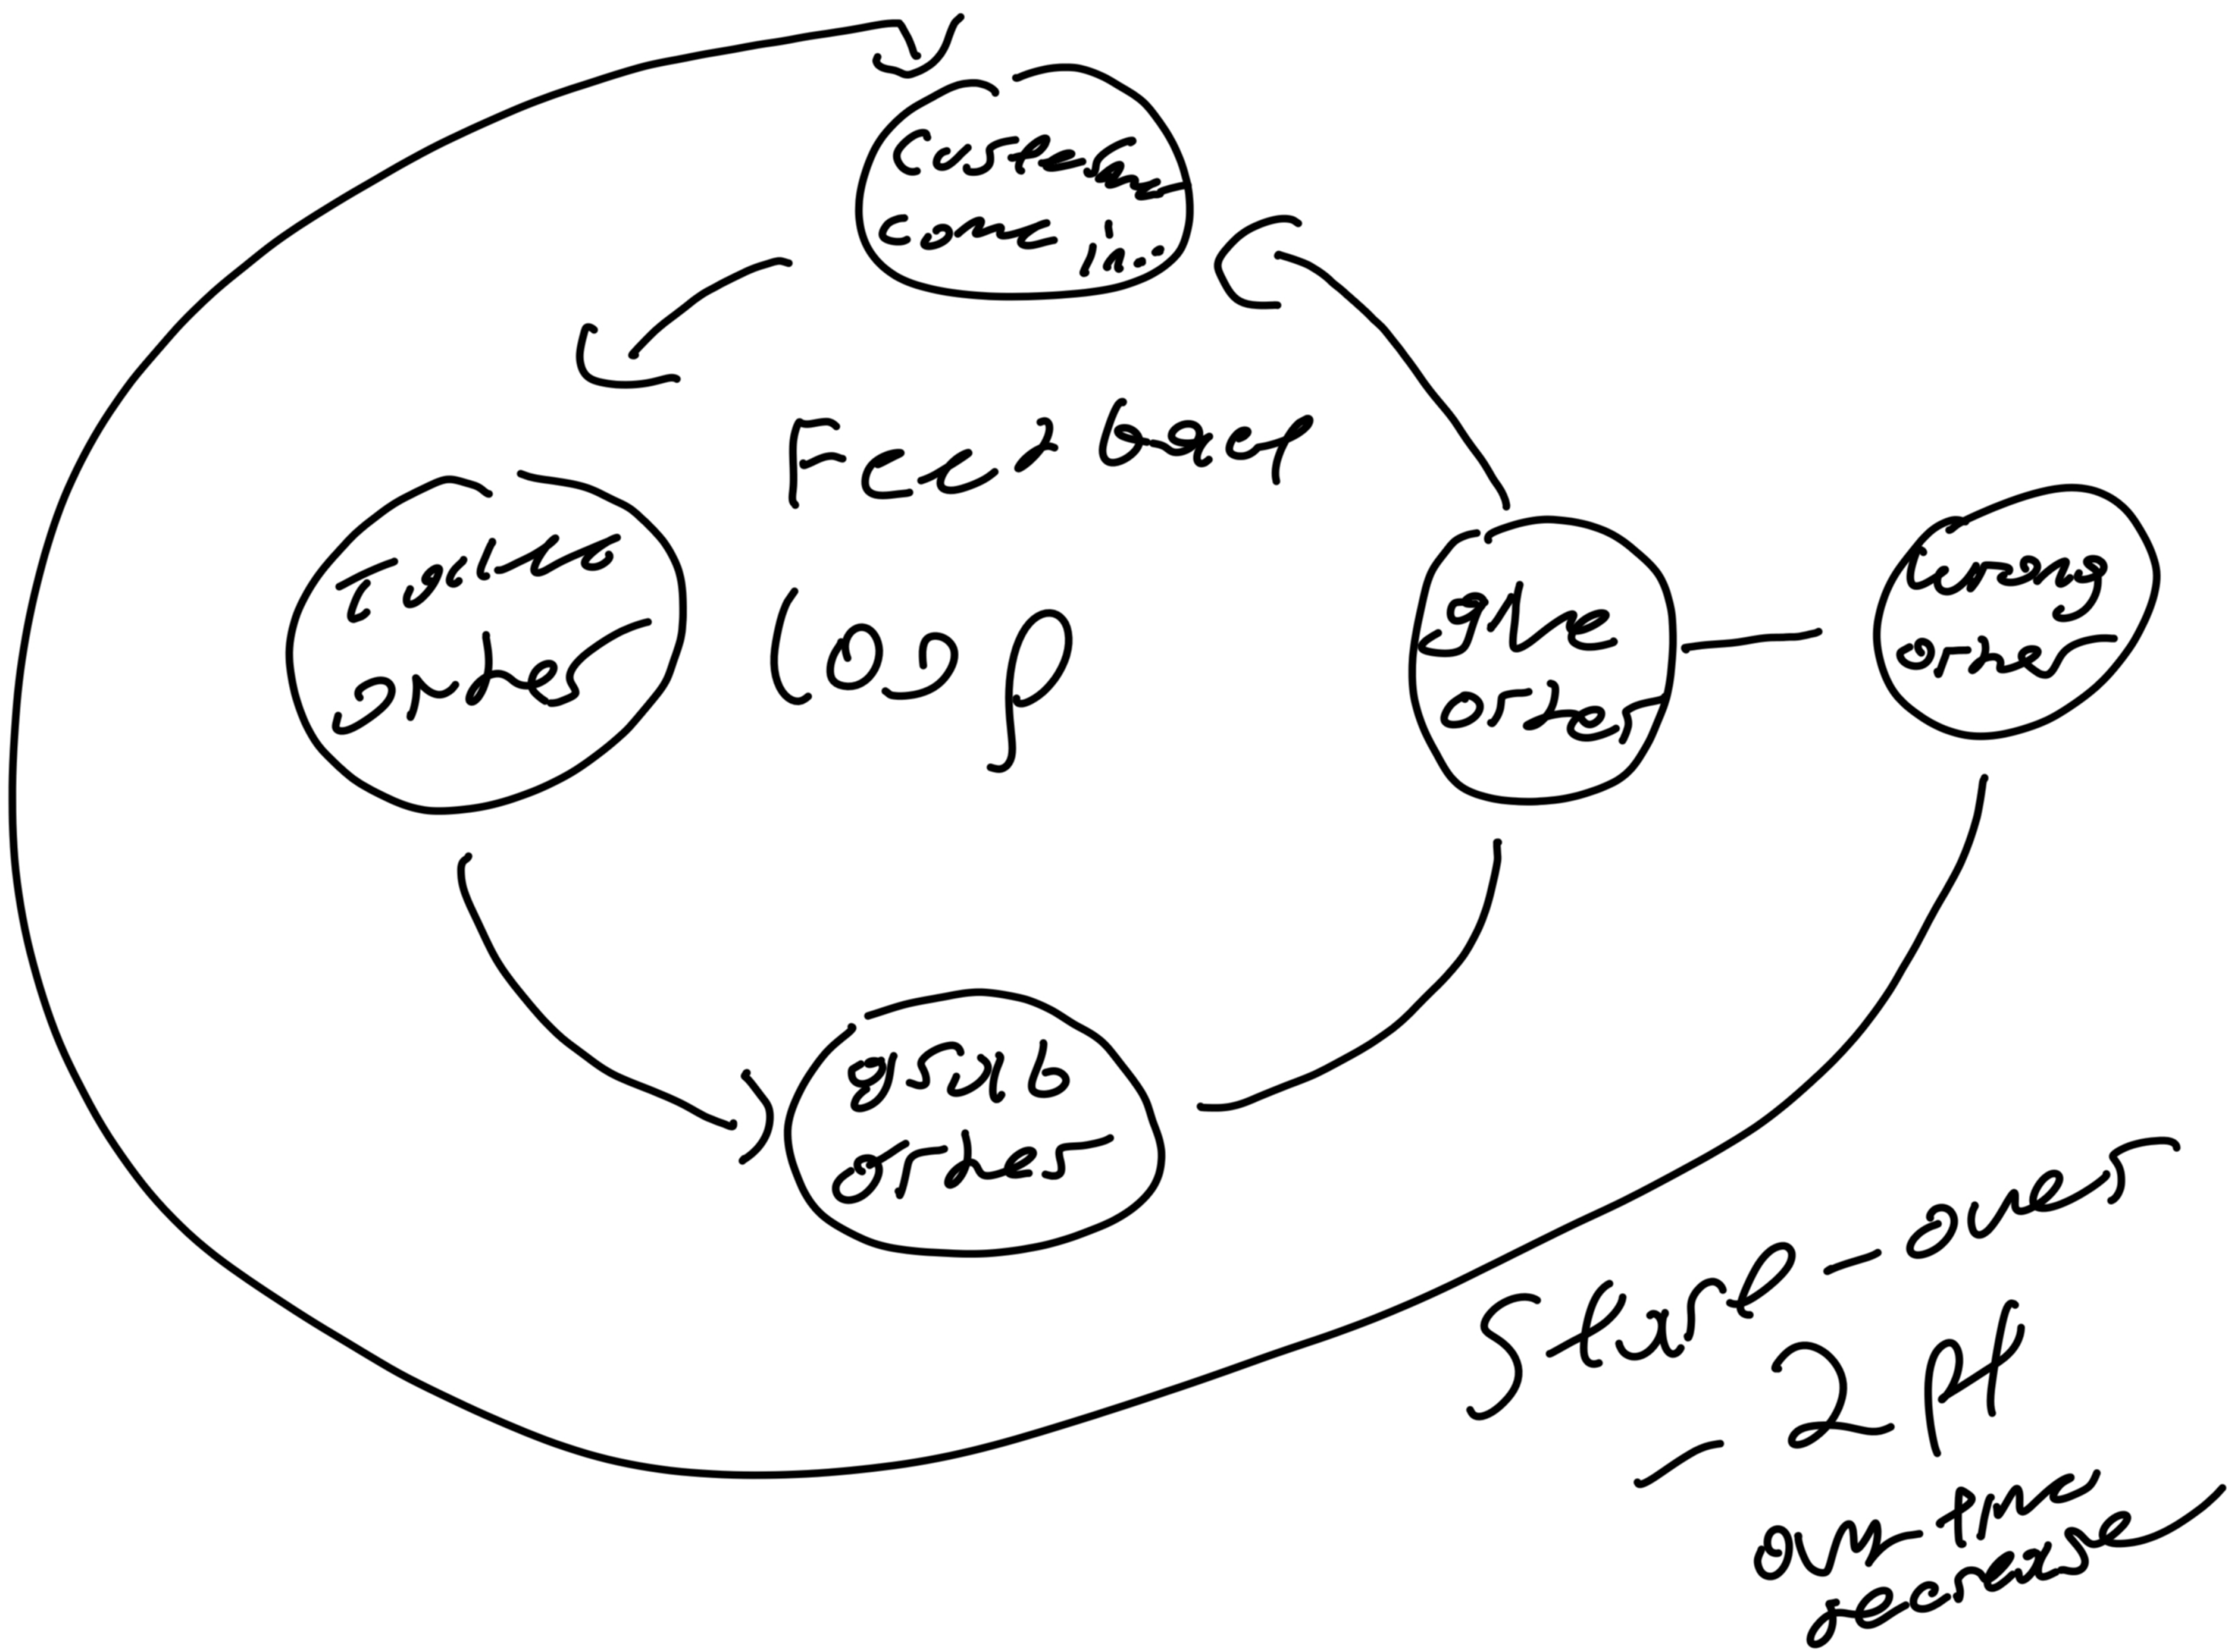 Customer
come in...
Feedback
Loop
order
give
order
wrong
order
grab
order
Start-over
- 2 pt
over time
decrease